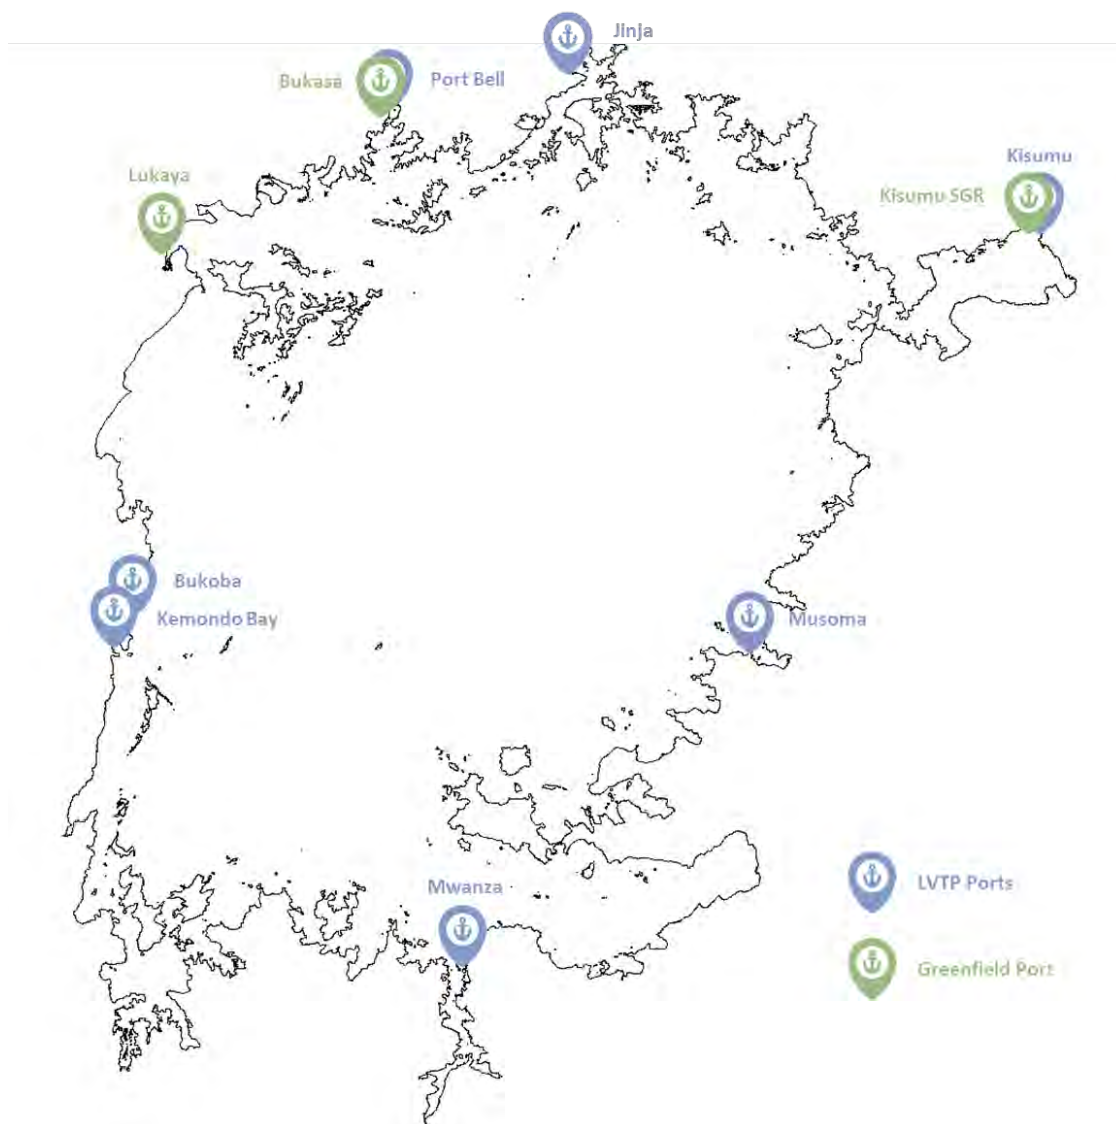 Jinja
Bukasa
Port Bell
Kisumu
Lukaya
Kisumu SGR
Bukoba
Kemondo Bay
Musoma
Mwanza
LVTP Ports
Greenfield Port